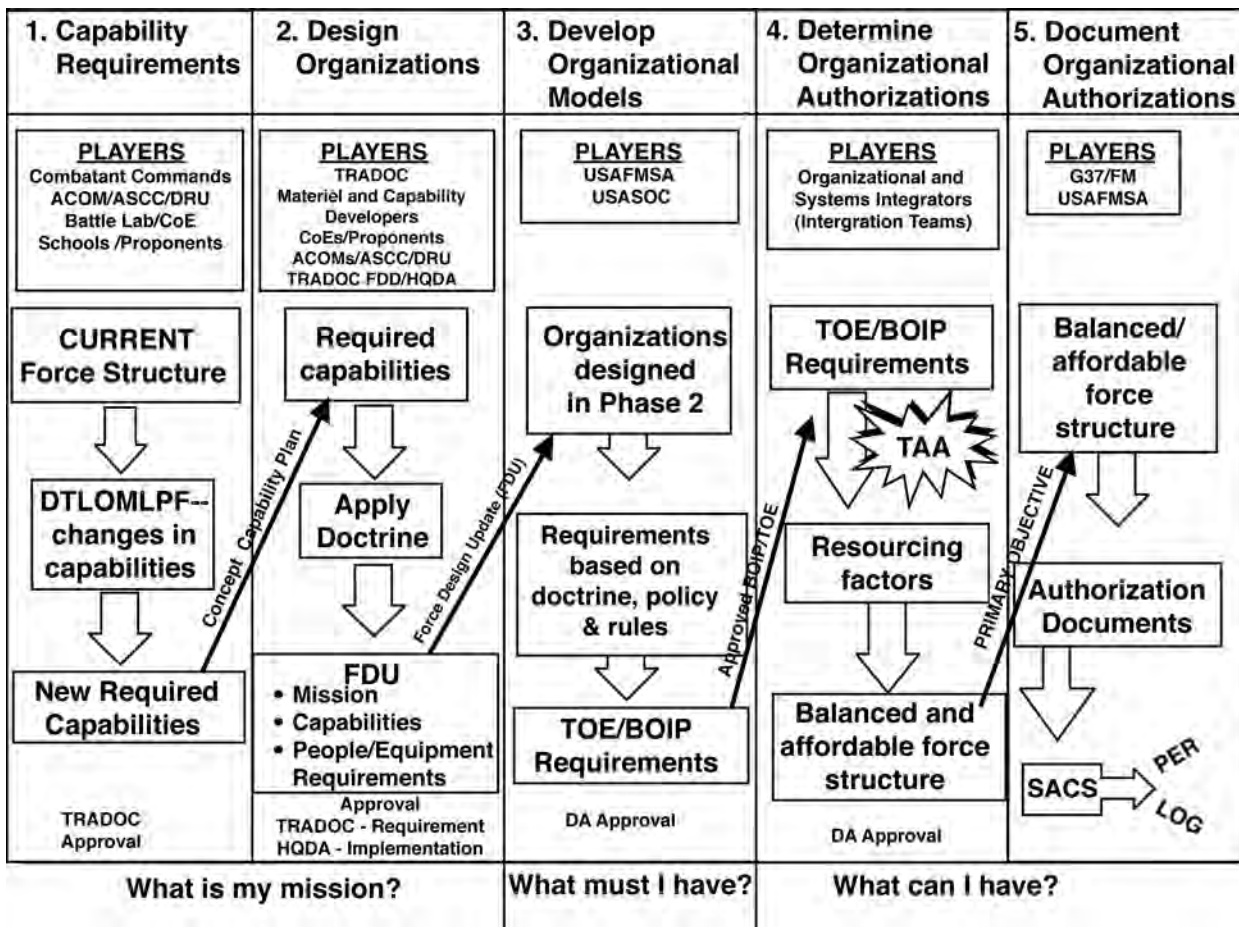 1. Capability
Requirements
2. Design
Organizations
3. Develop
Organizational
Models
4. Determine
Organizational
Authorizations
5. Document
Organizational
Authorizations
PLAYERS
Combatant Commands
ACOM/ASCC/DRU
Battle Lab/CoE
Schools /Proponents
CURRENT
Force Structure
DTLOMLPF--
changes in
capabilities
New Required
Capabilities
TRADOC
Approval
Concept Capability Plan
PLAYERS
TRADOC
Materiel and Capability
Developers
CoEs/Proponents
ACOMs/ASCC/DRU
TRADOC FDD/HQDA
Required
capabilities
Apply
Doctrine
FDU
• Mission
• Capabilities
• People/Equipment
Requirements
Approval
TRADOC - Requirement
HQDA - Implementation
Force Design Update (FDU)
PLAYERS
USAFMSA
USASOC
Organizations
designed
in Phase 2
Requirements
based on
doctrine, policy
& rules
TOE/BOIP
Requirements
DA Approval
Approved BOIP/TOE
PLAYERS
Organizational and
Systems Integrators
(Intergration Teams)
TOE/BOIP
Requirements
TAA
Resourcing
factors
Balanced and
affordable force
structure
DA Approval
PRIMARY OBJECTIVE
PLAYERS
G37/FM
USAFMSA
Balanced/
affordable
force
structure
Authorization
Documents
SACS
PER
LOG
What is my mission?
What must I have?
What can I have?